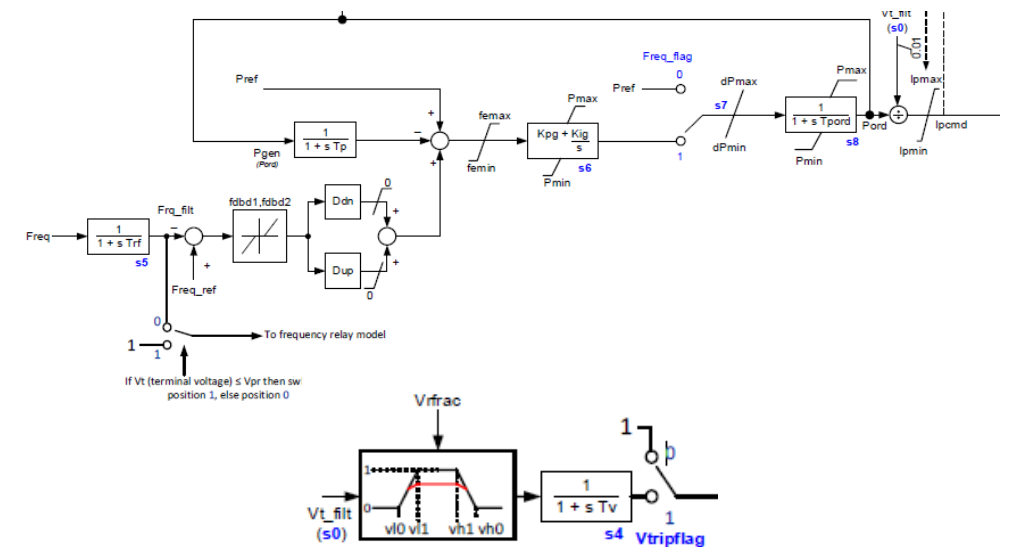 Vt_filt
(s0)
0.01
Freq_flag
0
Pref
Pref
dPmax
s7
Pmax
Ipmax
femax
Pmax
+
1
1 + s Tp
−
Kpg + Kig
s
1
1 + s Tpord
Pord
÷
Ipcmd
Pgen
(Pord)
+
femin
s6
1
dPmin
Pmin
s8
Ipmin
Pmin
fdbd1,fdbd2
Ddn
0
+
Frq_filt
Freq
1
1 + s Trf
−
s5
+
Freq_ref
Dup
+
0
0
To frequency relay model
1
1
If Vt (terminal voltage) ≤ Vpr then sw
position 1, else position 0
Vrfrac
1
0
1
0
Vt_filt
(s0)
vl0 vl1 vh1 vh0
1
1 + s Tv
s4
1
Vtripflag